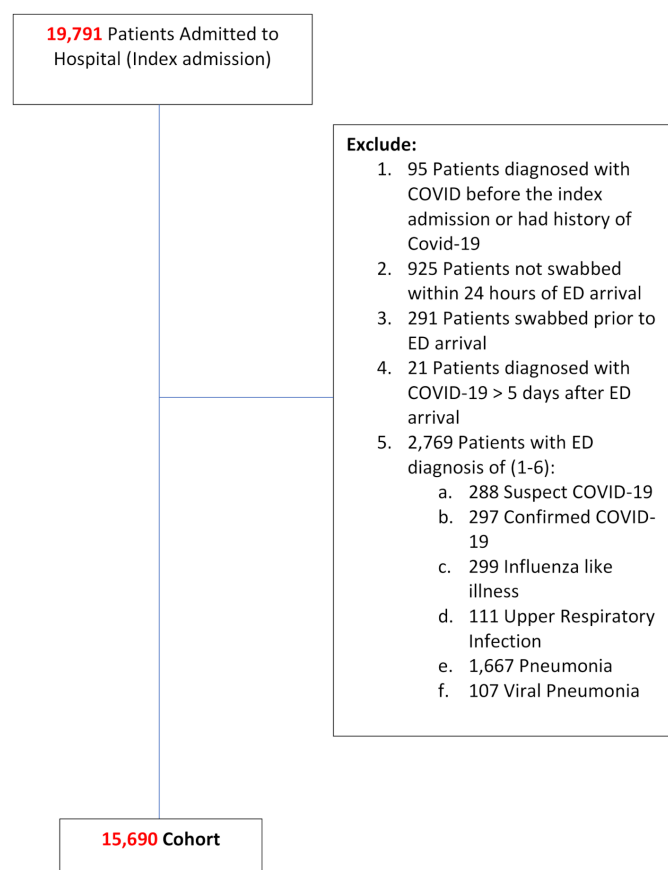 19,791 Patients Admitted to
Hospital (Index admission)
Exclude:
1. 95 Patients diagnosed with
COVID before the index
admission or had history of
Covid-19
2. 925 Patients not swabbed
within 24 hours of ED arrival
3. 291 Patients swabbed prior to
ED arrival
4. 21 Patients diagnosed with
COVID-19 > 5 days after ED
arrival
5. 2,769 Patients with ED
diagnosis of (1-6):
a. 288 Suspect COVID-19
b. 297 Confirmed COVID-
19
c. 299 Influenza like
illness
d. 111 Upper Respiratory
Infection
e. 1,667 Pneumonia
f. 107 Viral Pneumonia
15,690 Cohort